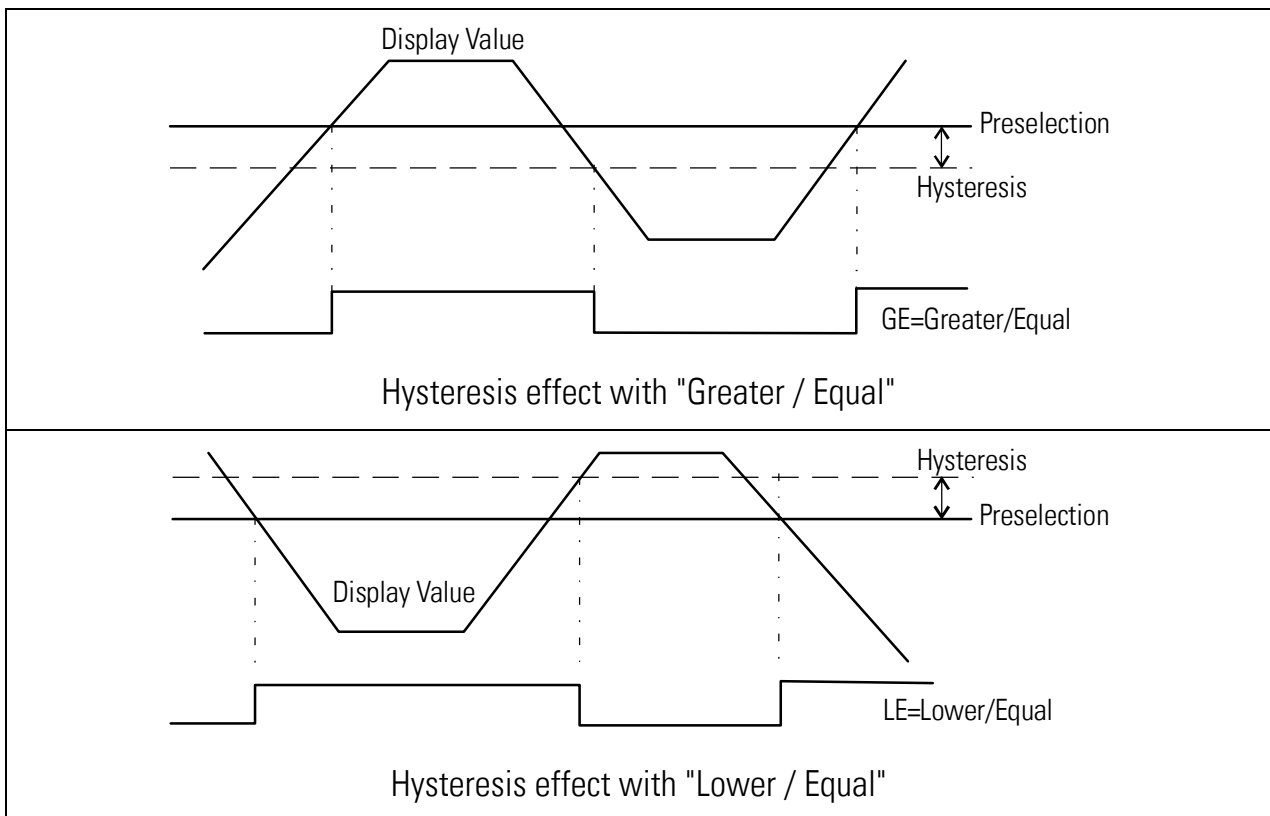 Display Value
Preselection
Hysteresis
GE=Greater/Equal
Hysteresis effect with "Greater / Equal"
Hysteresis
Preselection
Display Value
LE=Lower/Equal
Hysteresis effect with "Lower / Equal"